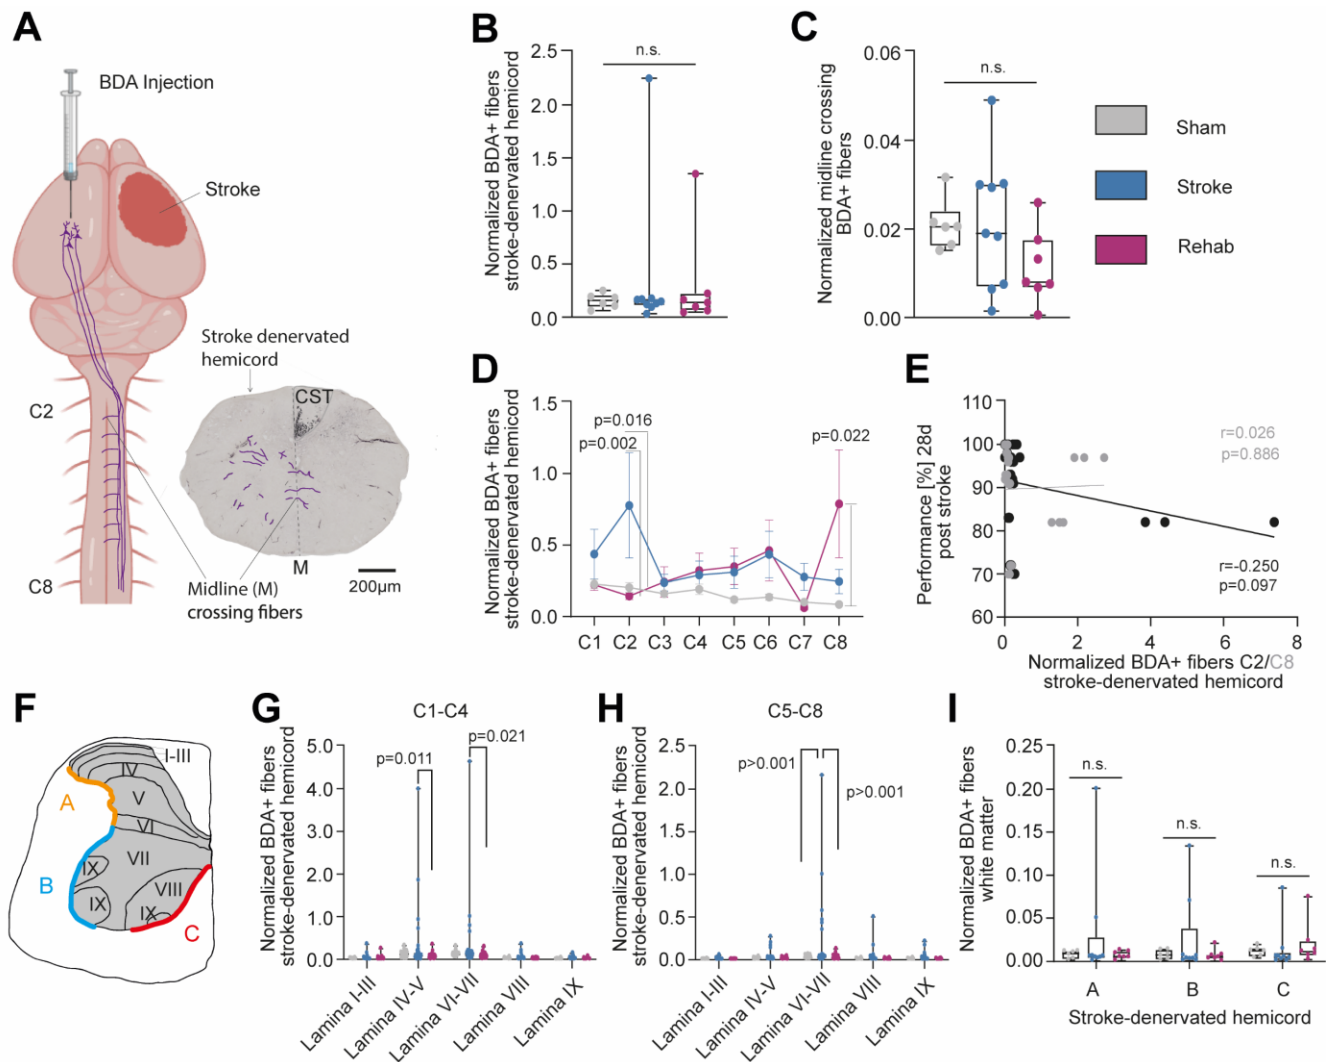 A
BDA Injection
Stroke
Stroke denervated
hemicord
CST
C2
C8
M
200µm
Midline (M)
crossing fibers
B
Normalized BDA+ fibers
stroke-denervated hemicord
2.5
2.0
1.5
1.0
0.5
0.0
n.s.
C
Normalized midline crossing
BDA+ fibers
0.06
0.04
0.02
0.00
n.s.
Sham
Stroke
Rehab
D
Normalized BDA+ fibers
stroke-denervated hemicord
1.5
1.0
0.5
0.0
p=0.016
p=0.002
p=0.022
C1 C2 C3 C4 C5 C6 C7 C8
E
Performance [%] 28d
post stroke
110
100
90
80
70
60
r=0.026
p=0.886
r=-0.250
p=0.097
0 2 4 6 8
Normalized BDA+ fibers C2/C8
stroke-denervated hemicord
F
I-III
IV
V
VI
VII
IX
VIII
IX
IX
A
B
C
G
C1-C4
Normalized BDA+ fibers
stroke-denervated hemicord
5.0
4.0
3.0
2.0
1.0
0.0
p=0.011
p=0.021
Lamina I-III
Lamina IV-V
Lamina VI-VII
Lamina VIII
Lamina IX
H
C5-C8
Normalized BDA+ fibers
stroke-denervated hemicord
2.5
2.0
1.5
1.0
0.5
0.0
p>0.001
p>0.001
Lamina I-III
Lamina IV-V
Lamina VI-VII
Lamina VIII
Lamina IX
I
Normalized BDA+ fibers
white matter
0.25
0.20
0.15
0.10
0.05
0.00
n.s.
n.s.
n.s.
A B C
Stroke-denervated hemicord